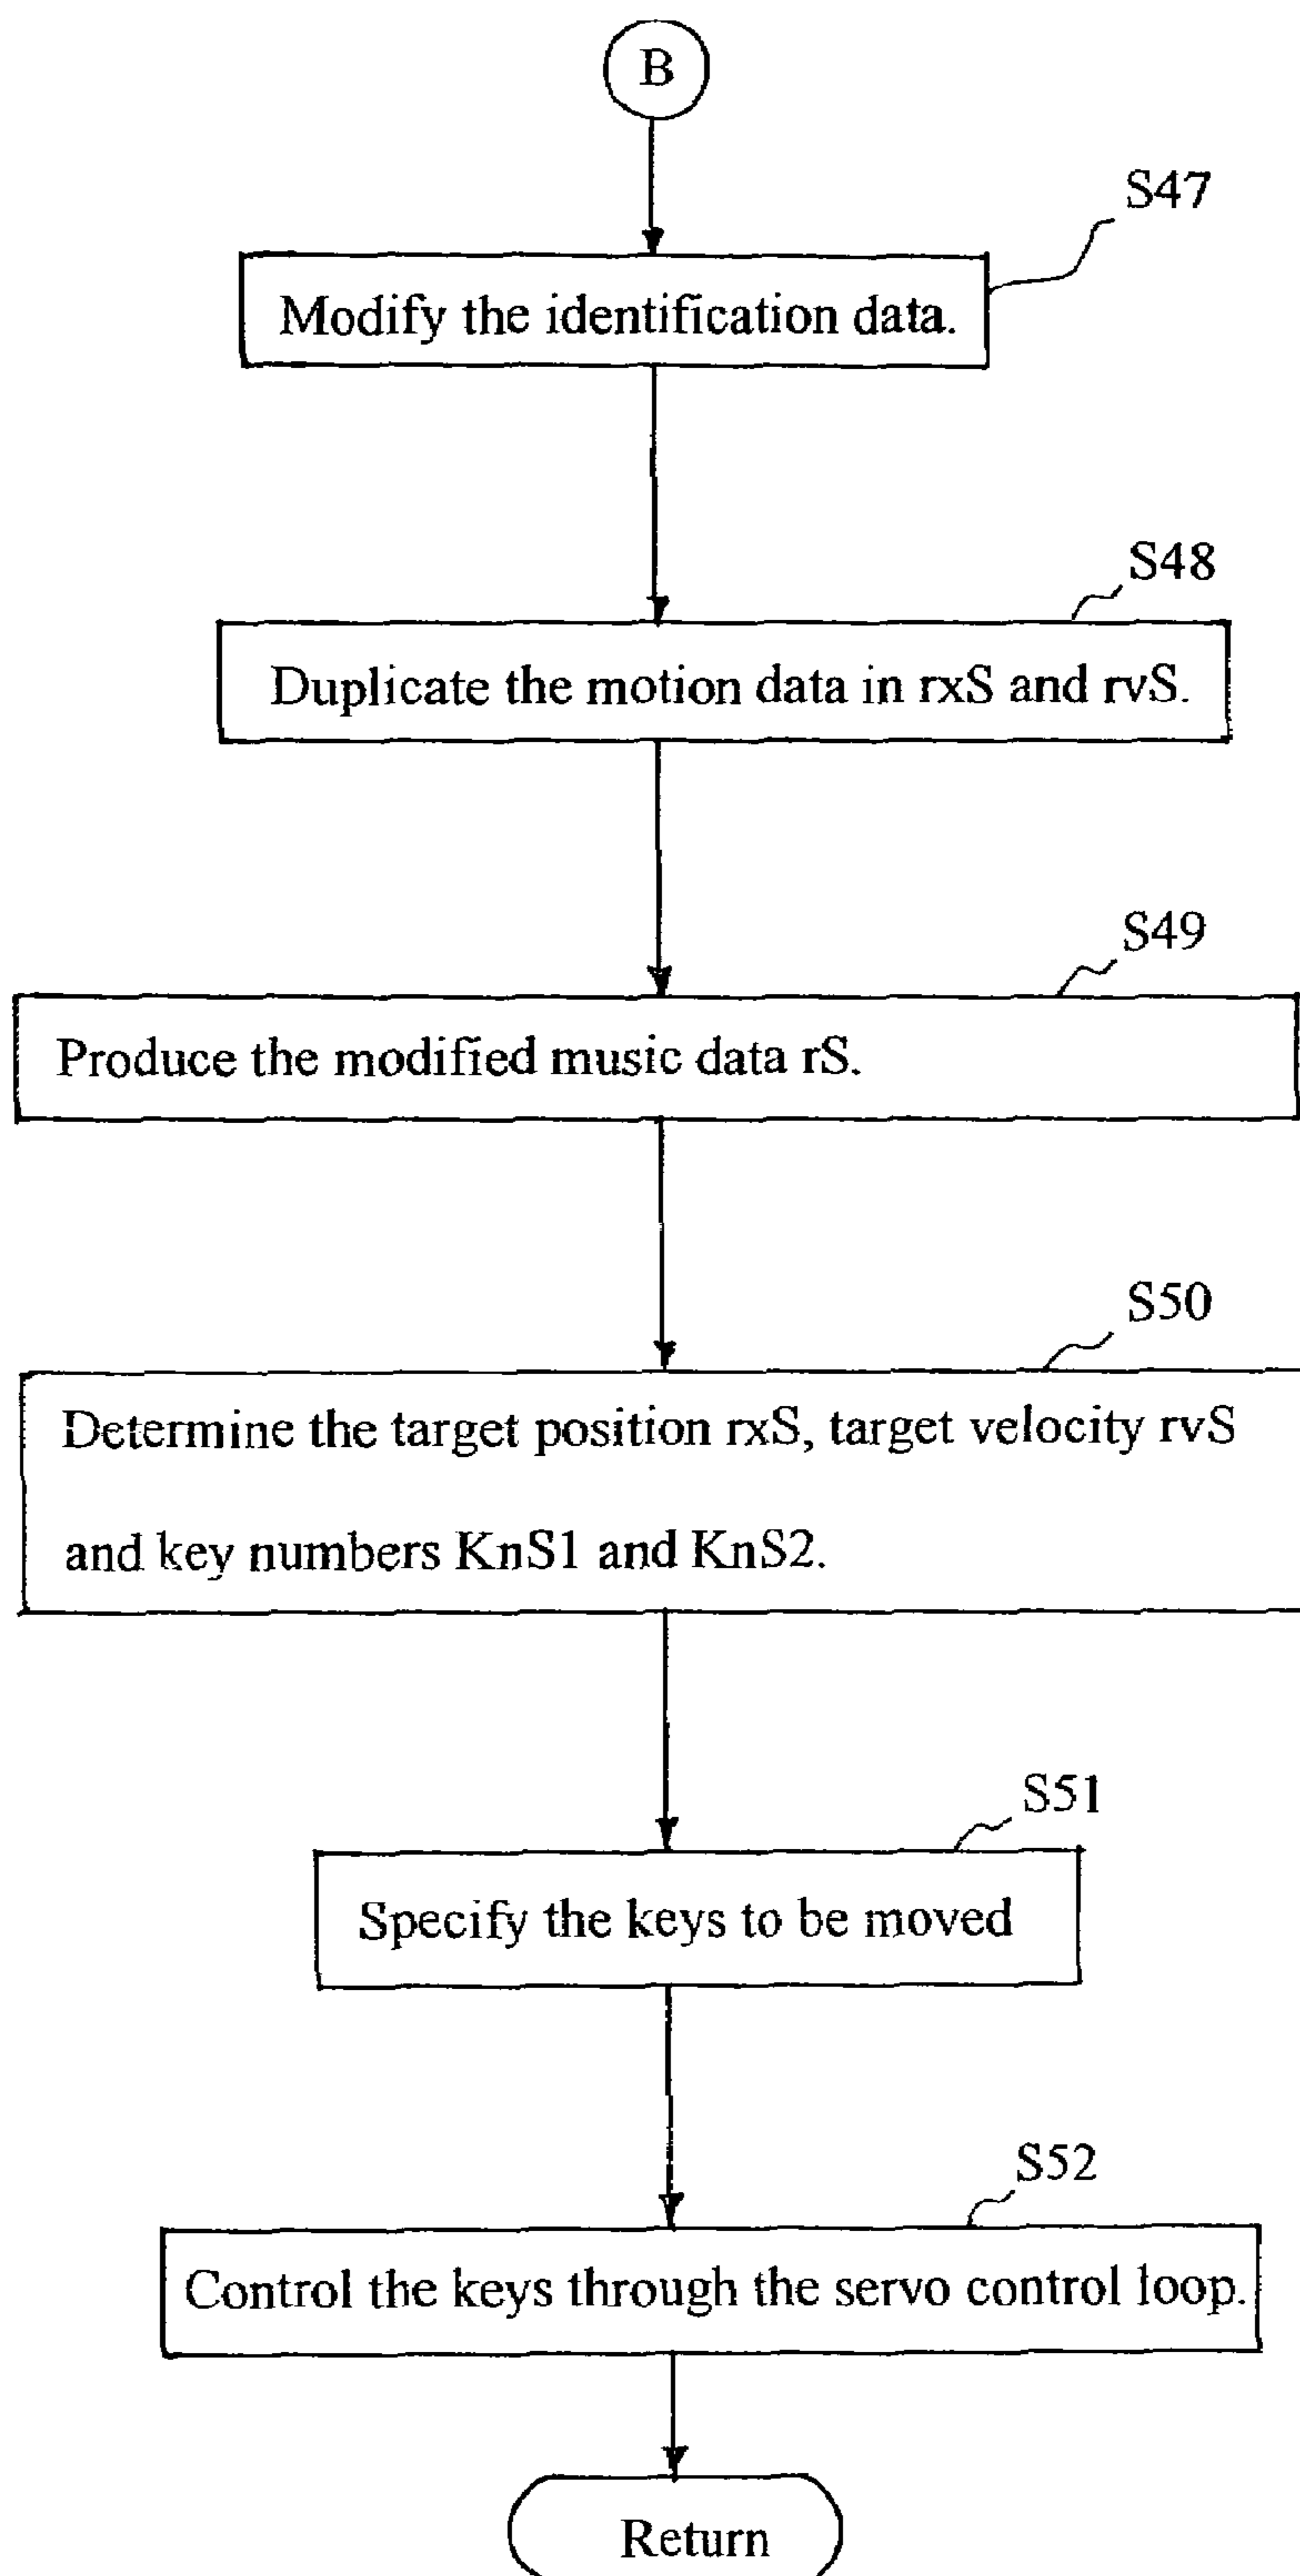 B
S47
Modify the identification data.
S48
Duplicate the motion data in rxS and rvS.
S49
Produce the modified music data rS.
S50
Determine the target position rxS, target velocity rvS
and key numbers KnS1 and KnS2.
S51
Specify the keys to be moved
S52
Control the keys through the servo control loop.
Return